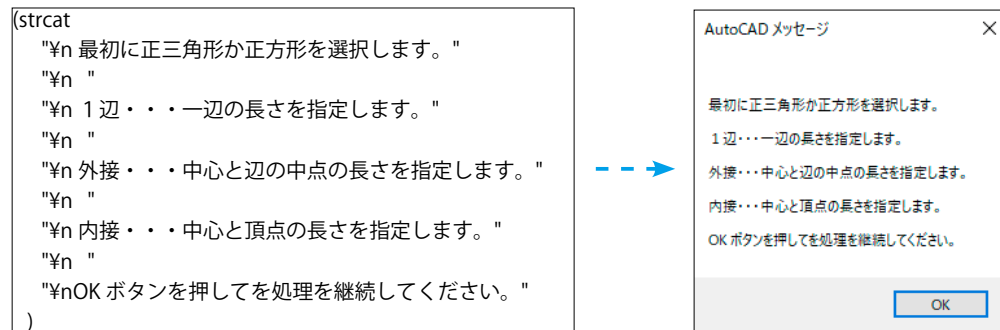 (strcat
"¥n 最初に正三角形か正方形を選択します。"
"¥n  "
"¥n １辺・・・一辺の長さを指定します。"
"¥n  "
"¥n 外接・・・中心と辺の中点の長さを指定します。"
"¥n  "
"¥n 内接・・・中心と頂点の長さを指定します。"
"¥n  "
"¥nOK ボタンを押してを処理を継続してください。"
)
AutoCAD メッセージ
最初に正三角形か正方形を選択します。
１辺・・・一辺の長さを指定します。
外接・・・中心と辺の中点の長さを指定します。
内接・・・中心と頂点の長さを指定します。
OK ボタンを押してを処理を継続してください。
OK